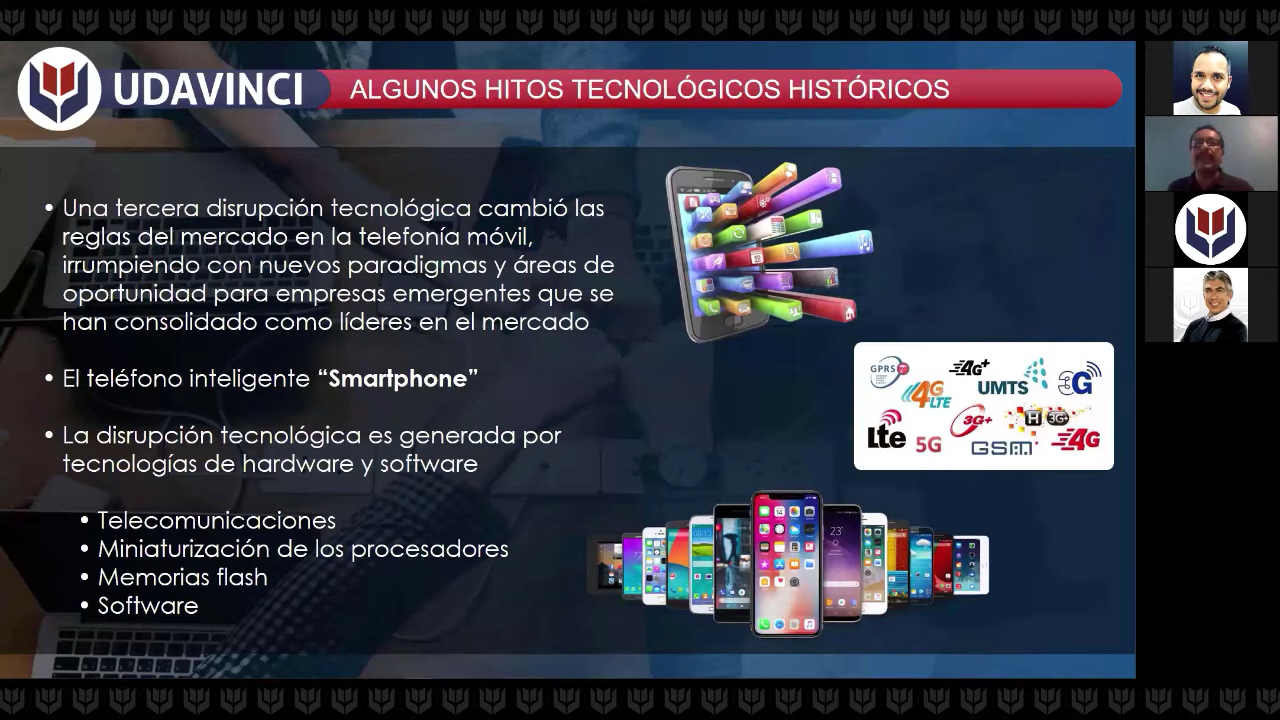 UDAVINCI
ALGUNOS HITOS TECNOLÓGICOS HISTÓRICOS
• Una tercera disrupción tecnológica cambió las
reglas del mercado en la telefonía móvil,
irrumpiendo con nuevos paradigmas y áreas de
oportunidad para empresas emergentes que se
han consolidado como líderes en el mercado
• El teléfono inteligente “Smartphone”
• La disrupción tecnológica es generada por
tecnologías de hardware y software
• Telecomunicaciones
• Miniaturización de los procesadores
• Memorias flash
• Software
GPRS
4G+
4G LTE
UMTS
3G
Lte
5G
3G+
H
3G+
GSM
4G